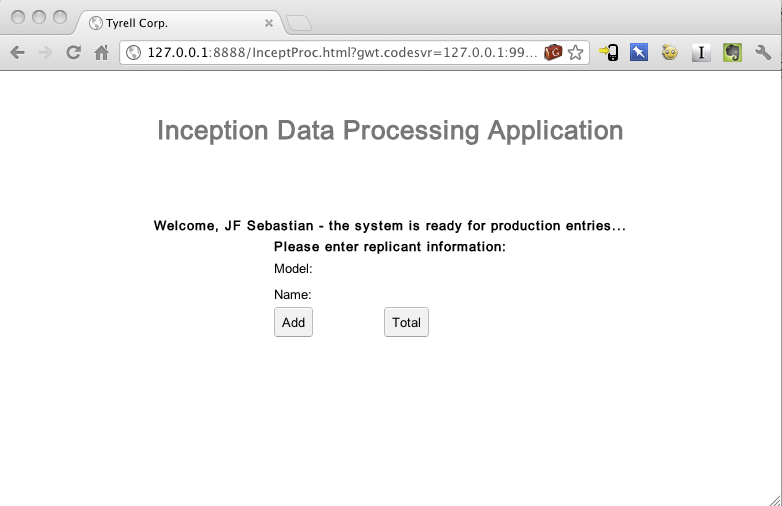 Tyrell Corp.
127.0.0.1:8888/InceptProc.html?gwt.codesvr=127.0.0.1:99...
Inception Data Processing Application
Welcome, JF Sebastian - the system is ready for production entries...
Please enter replicant information:
Model:
Name:
Add Total